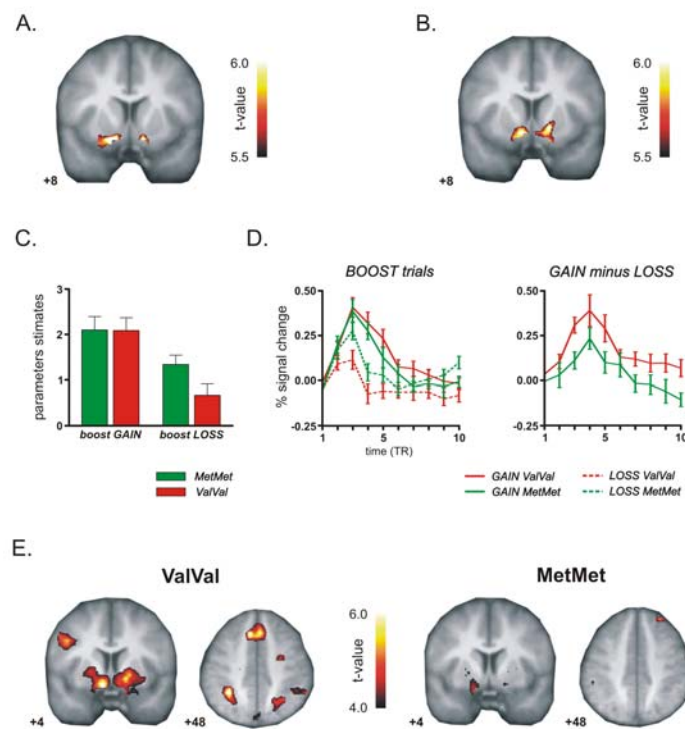 A.
B.
6.0
t-value
5.5
+8
6.0
t-value
5.5
+8
C.
D.
parameters stimates
3
2
1
0
boost GAIN
boost LOSS
MetMet
ValVal
BOOST trials
% signal change
0.50
0.25
0.00
-0.25
1
5
10
time (TR)
GAIN minus LOSS
0.50
0.25
0.00
-0.25
1
5
10
GAIN ValVal
LOSS ValVal
GAIN MetMet
LOSS MetMet
E.
ValVal
MetMet
6.0
t-value
4.0
+4
+48
+4
+48